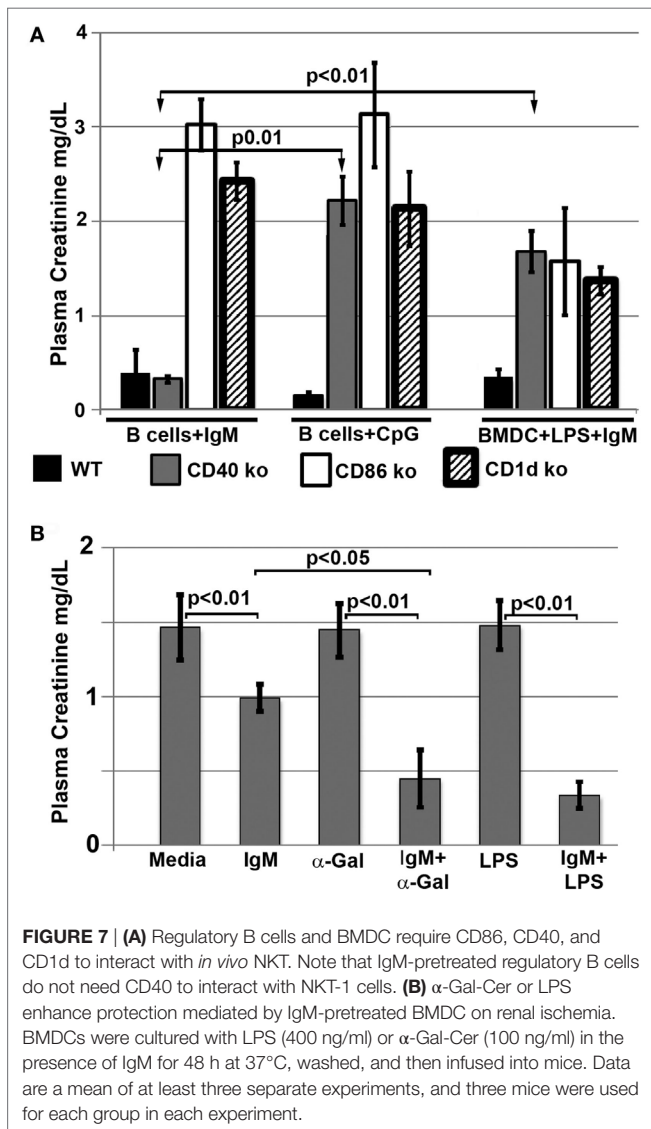 A
Plasma Creatinine mg/dL
4
3
2
1
0
p<0.01
p0.01
B cells+IgM
B cells+CpG
BMDC+LPS+IgM
WT
CD40 ko
CD86 ko
CD1d ko
B
Plasma Creatinine mg/dL
2
1
0
p<0.05
p<0.01
p<0.01
p<0.01
Media
IgM
α-Gal
IgM+
α-Gal
LPS
IgM+
LPS
FIGURE 7 | (A) Regulatory B cells and BMDC require CD86, CD40, and
CD1d to interact with in vivo NKT. Note that IgM-pretreated regulatory B cells
do not need CD40 to interact with NKT-1 cells. (B) α-Gal-Cer or LPS
enhance protection mediated by IgM-pretreated BMDC on renal ischemia.
BMDCs were cultured with LPS (400 ng/ml) or α-Gal-Cer (100 ng/ml) in the
presence of IgM for 48 h at 37°C, washed, and then infused into mice. Data
are a mean of at least three separate experiments, and three mice were used
for each group in each experiment.